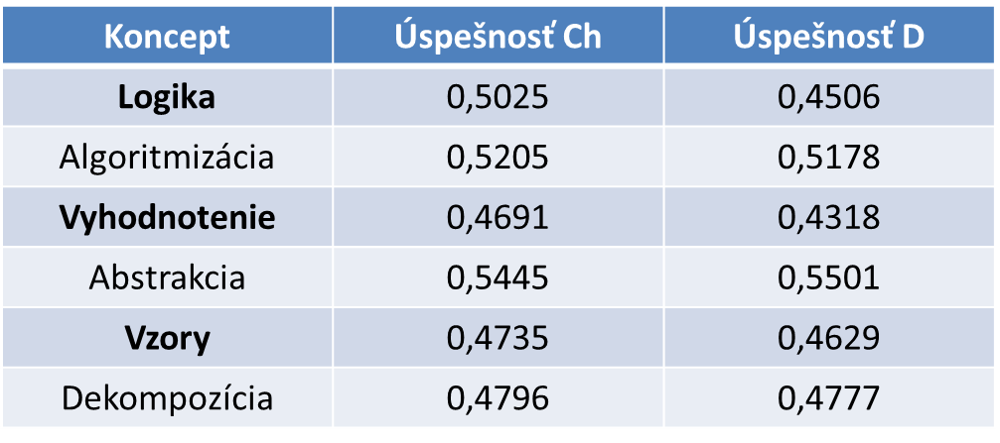 Koncept Úspešnosť Ch Úspešnosť D
Logika 0,5025 0,4506
Algoritmizácia 0,5205 0,5178
Vyhodnotenie 0,4691 0,4318
Abstrakcia 0,5445 0,5501
Vzory 0,4735 0,4629
Dekompozícia 0,4796 0,4777